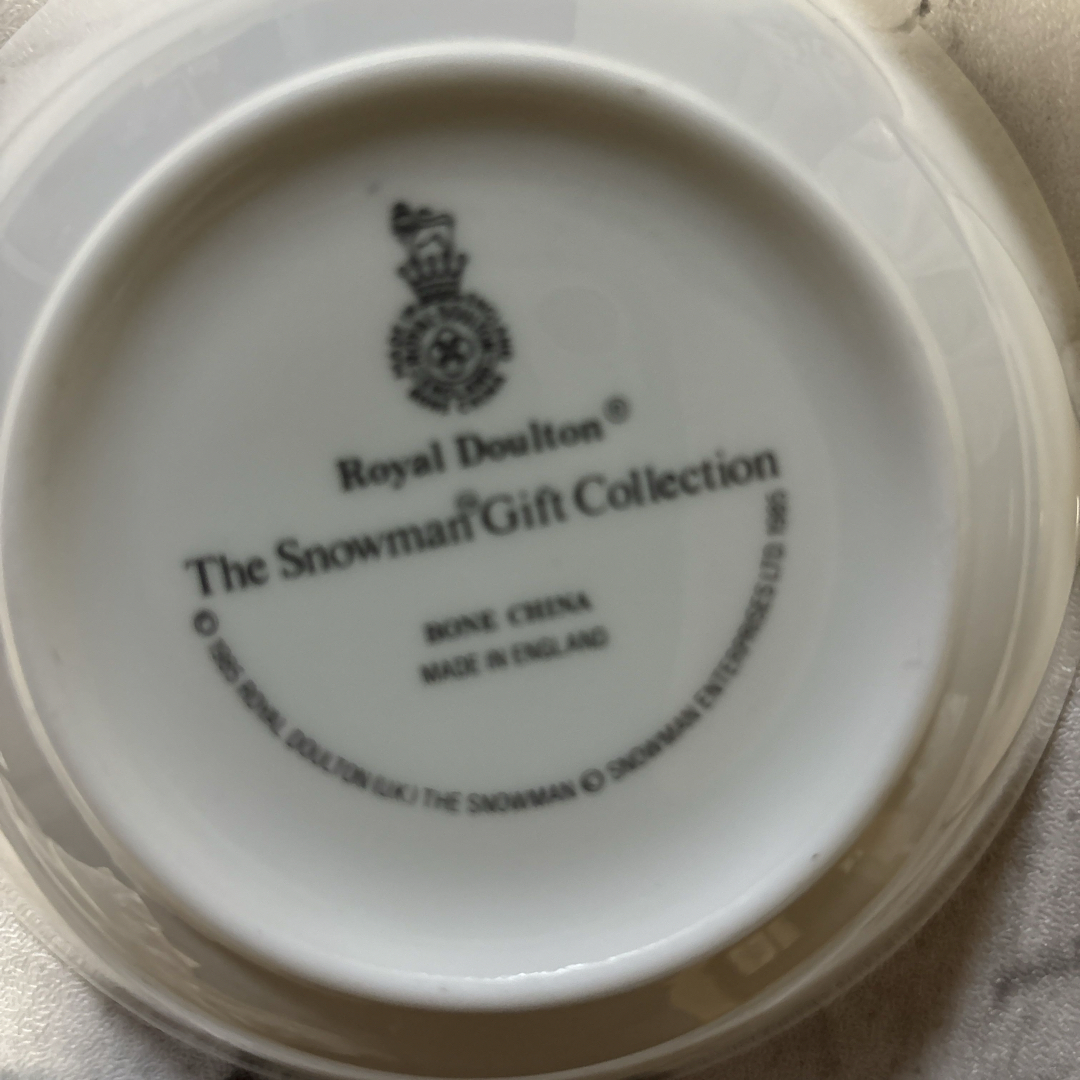 Royal Doulton®
The Snowman® Gift Collection
BONE CHINA
MADE IN ENGLAND
© 1985 ROYAL DOULTON (UK) THE SNOWMAN © SNOWMAN ENTERPRISES LTD 1985